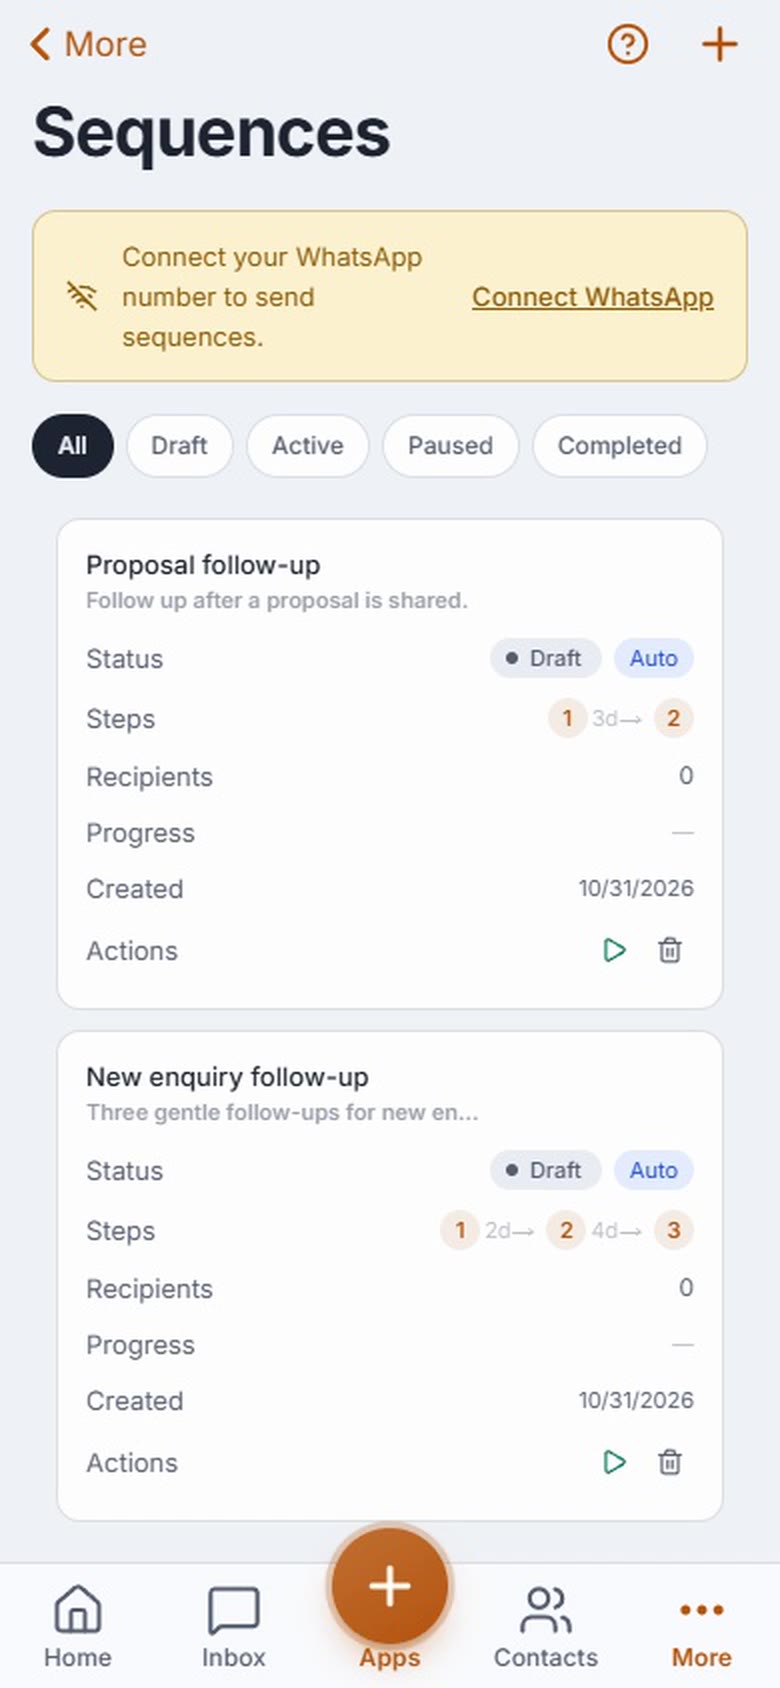 More
Sequences
Connect your WhatsApp
number to send
sequences.
Connect WhatsApp
All Draft Active Paused Completed
Proposal follow-up
Follow up after a proposal is shared.
Status Draft Auto
Steps 1 3d→ 2
Recipients 0
Progress —
Created 10/31/2026
Actions
New enquiry follow-up
Three gentle follow-ups for new en...
Status Draft Auto
Steps 1 2d→ 2 4d→ 3
Recipients 0
Progress —
Created 10/31/2026
Actions
Home Inbox Apps Contacts More